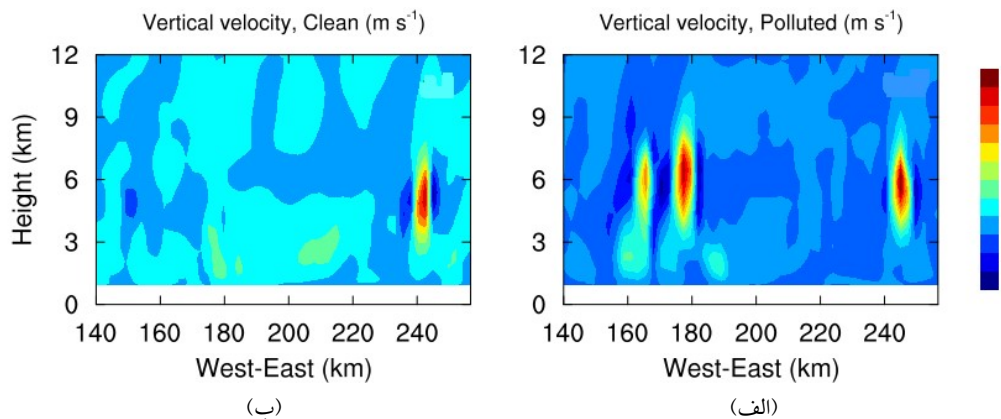 Vertical velocity, Clean (m s⁻¹)
Vertical velocity, Polluted (m s⁻¹)
Height (km)
12
9
6
3
0
140 160 180 200 220 240
West-East (km)
(ب)
12
9
6
3
0
140 160 180 200 220 240
West-East (km)
(الف)